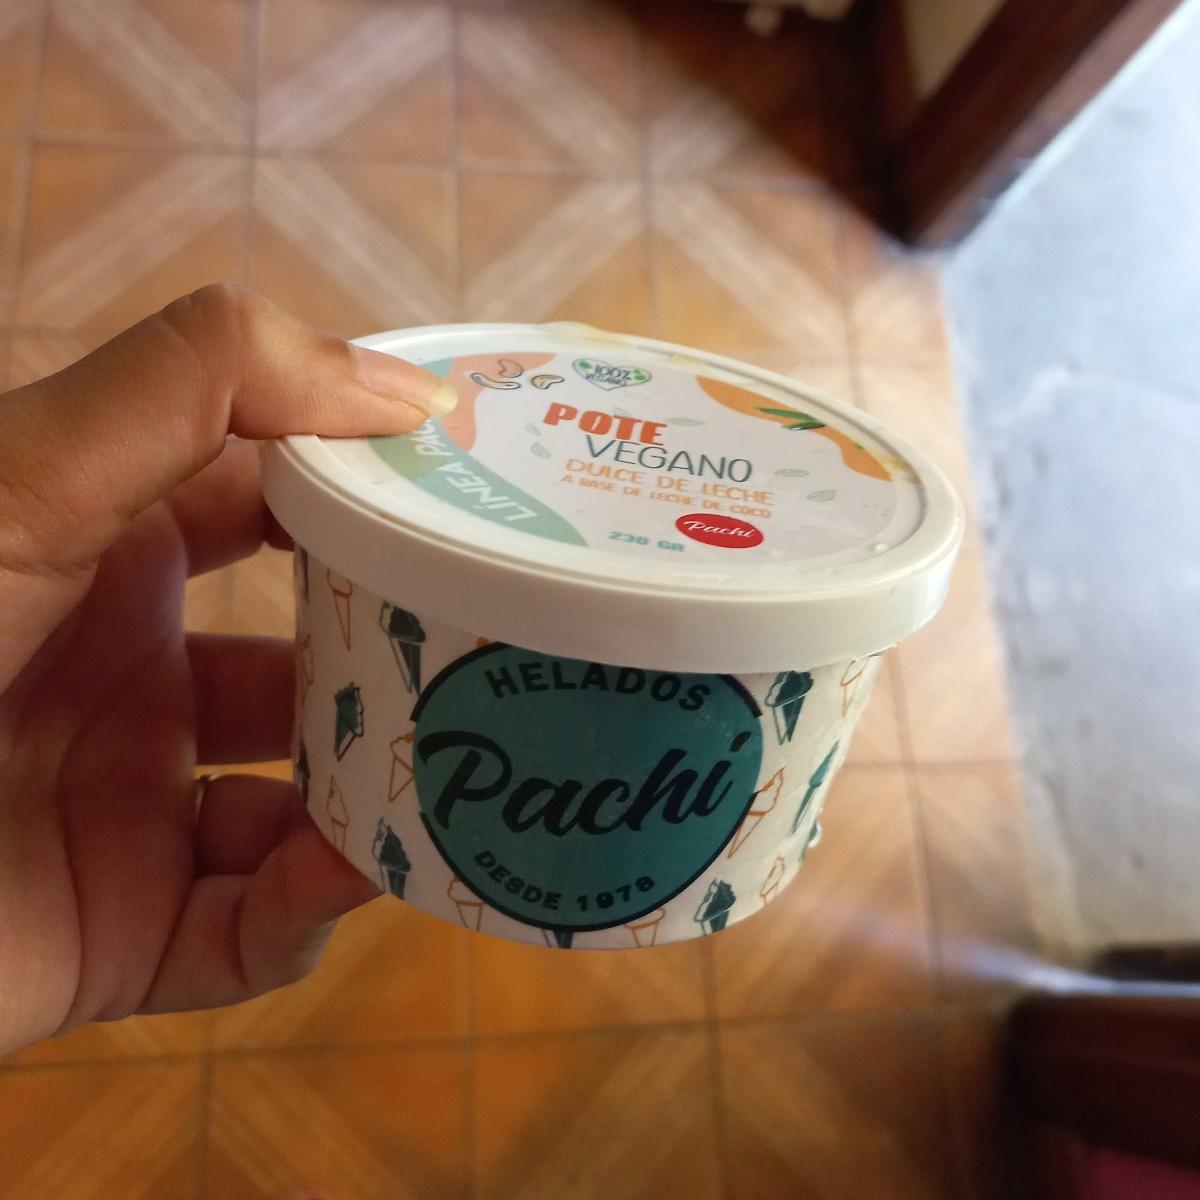 100%
VEGANO
POTE
VEGANO
DULCE DE LECHE
A BASE DE LECHE DE COCO
Pachi
230 GR
LÍNEA
HELADOS
Pachi
DESDE 1978